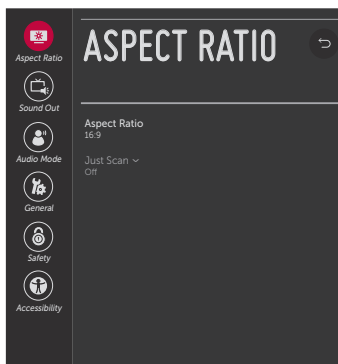 ASPECT RATIO
Aspect Ratio
Sound Out
Audio Mode
General
Safety
Accessibility
Aspect Ratio
16:9
Just Scan
Off